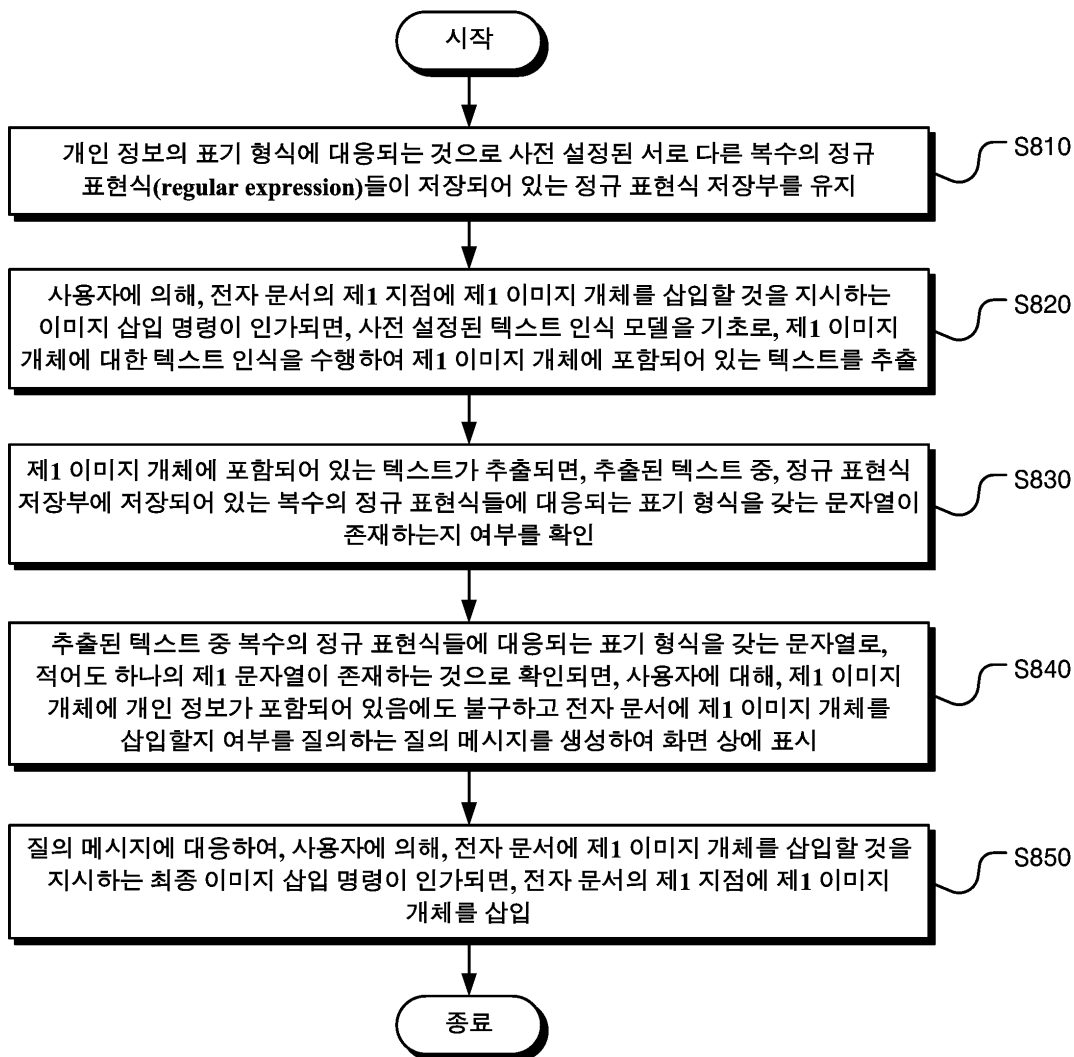 시작
개인 정보의 표기 형식에 대응되는 것으로 사전 설정된 서로 다른 복수의 정규
표현식(regular expression)들이 저장되어 있는 정규 표현식 저장부를 유지
S810
사용자에 의해, 전자 문서의 제1 지점에 제1 이미지 개체를 삽입할 것을 지시하는
이미지 삽입 명령이 인가되면, 사전 설정된 텍스트 인식 모델을 기초로, 제1 이미지
개체에 대한 텍스트 인식을 수행하여 제1 이미지 개체에 포함되어 있는 텍스트를 추출
S820
제1 이미지 개체에 포함되어 있는 텍스트가 추출되면, 추출된 텍스트 중, 정규 표현식
저장부에 저장되어 있는 복수의 정규 표현식들에 대응되는 표기 형식을 갖는 문자열이
존재하는지 여부를 확인
S830
추출된 텍스트 중 복수의 정규 표현식들에 대응되는 표기 형식을 갖는 문자열로,
적어도 하나의 제1 문자열이 존재하는 것으로 확인되면, 사용자에 대해, 제1 이미지
개체에 개인 정보가 포함되어 있음에도 불구하고 전자 문서에 제1 이미지 개체를
삽입할지 여부를 질의하는 질의 메시지를 생성하여 화면 상에 표시
S840
질의 메시지에 대응하여, 사용자에 의해, 전자 문서에 제1 이미지 개체를 삽입할 것을
지시하는 최종 이미지 삽입 명령이 인가되면, 전자 문서의 제1 지점에 제1 이미지
개체를 삽입
S850
종료